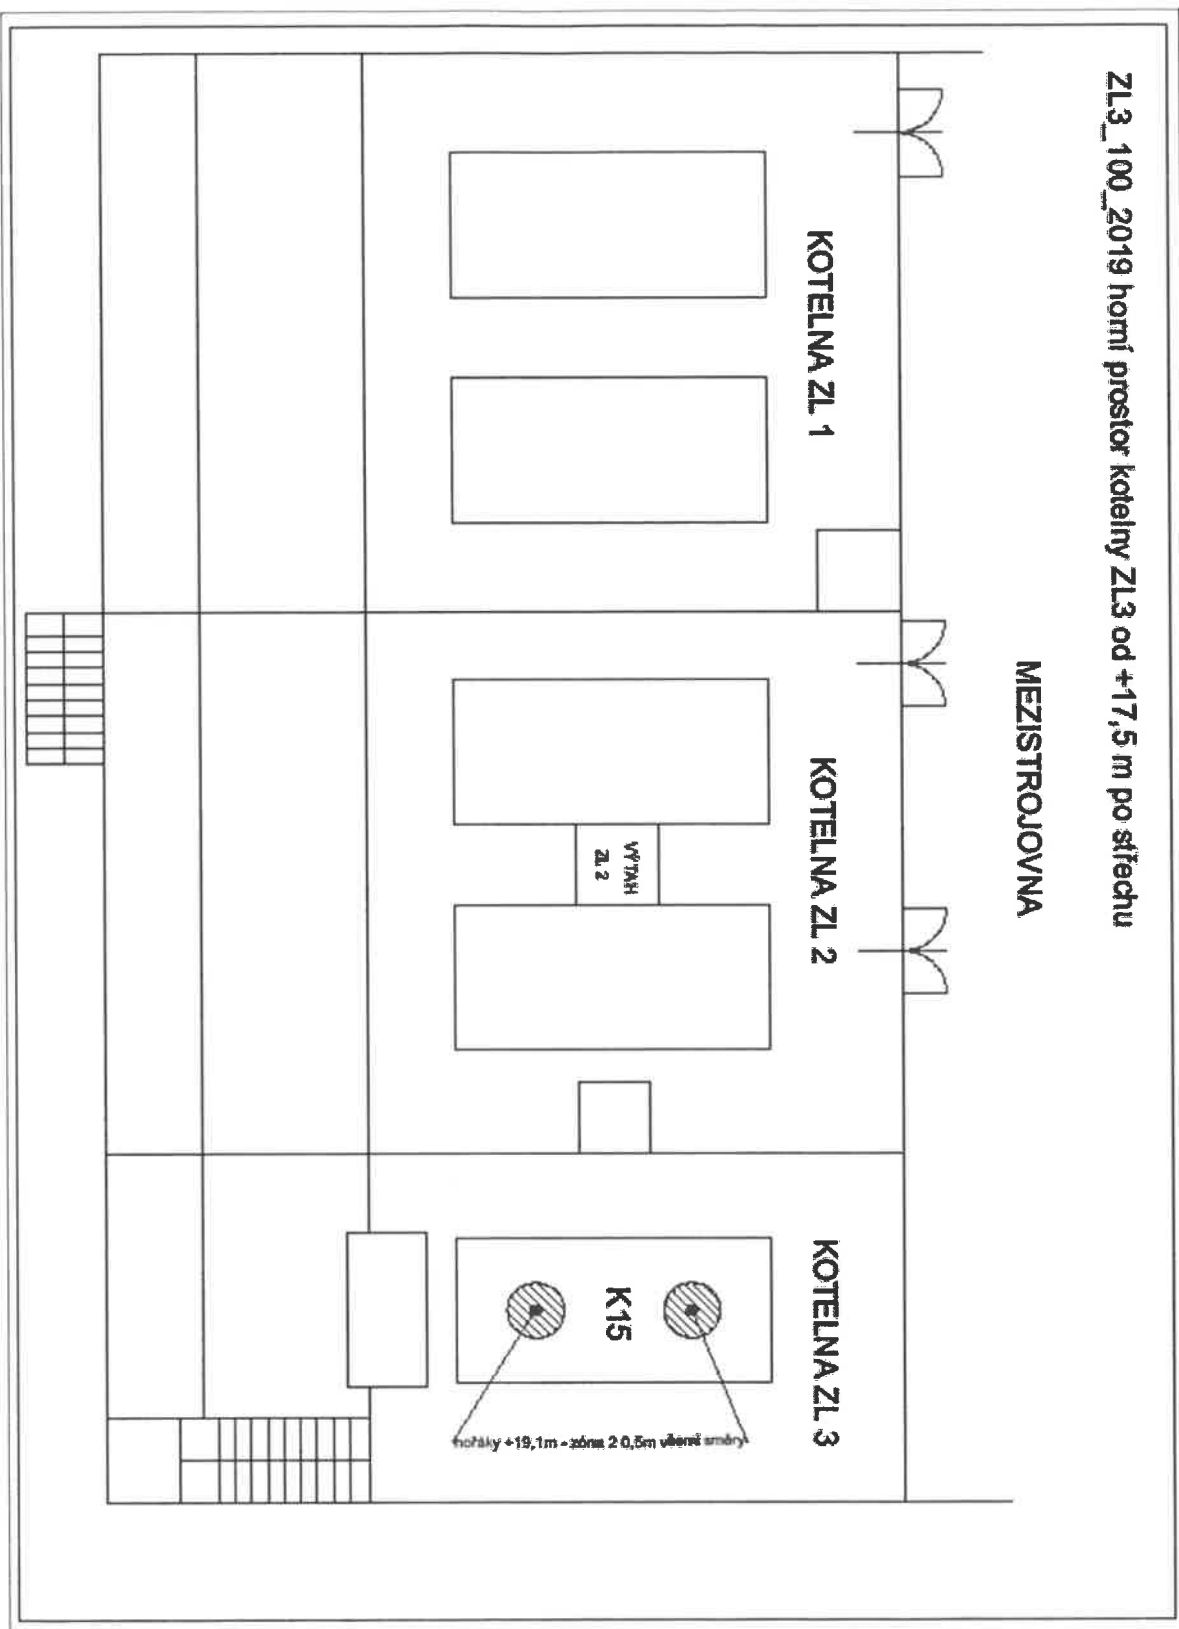 ZL3_100_2019 horní prostor kotelny ZL3 od +17,5 m po střechu
MEZISTROJOVNA
KOTELNA ZL 1
KOTELNA ZL 2
KOTELNA ZL 3
VÝTAH
ZL 2
K15
hořáky +19,1m - zóna 2 0,5m všemi směry